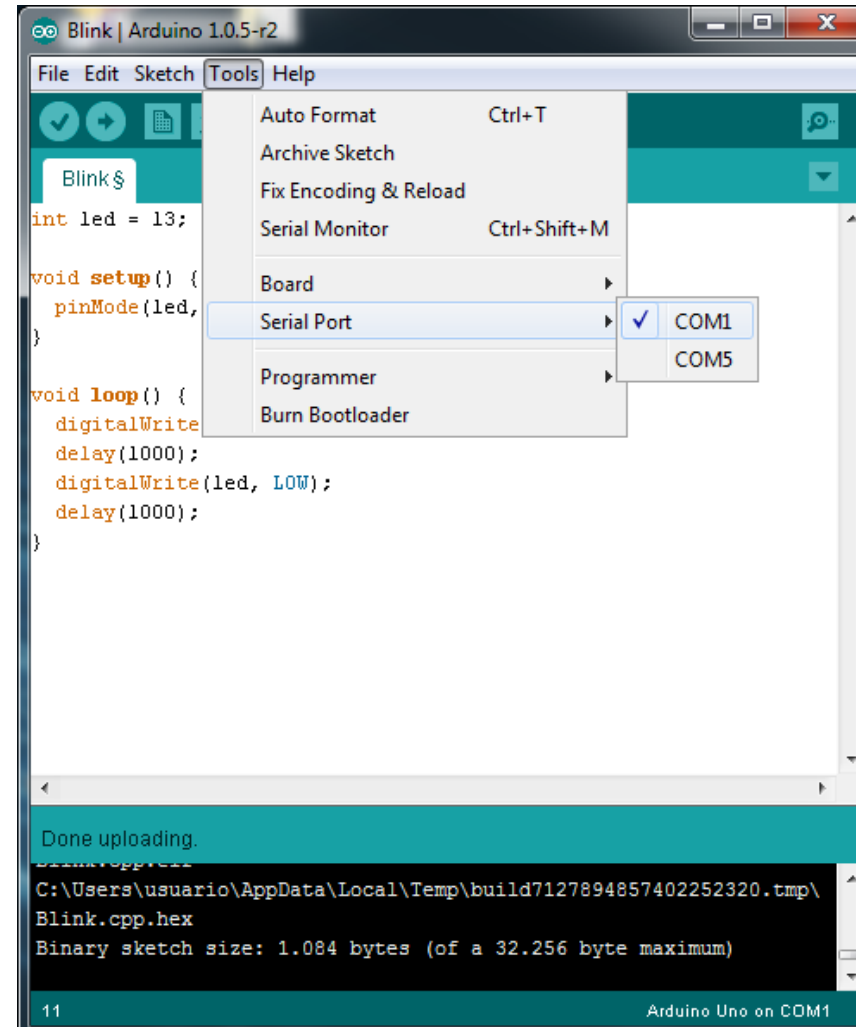 Blink | Arduino 1.0.5-r2
File Edit Sketch Tools Help
Auto Format Ctrl+T
Archive Sketch
Fix Encoding & Reload
Serial Monitor Ctrl+Shift+M
Board
Serial Port
COM1
COM5
Programmer
Burn Bootloader
Blink §
int led = 13;
void setup() {
pinMode(led,
}
void loop() {
digitalWrite
delay(1000);
digitalWrite(led, LOW);
delay(1000);
}
Done uploading.
C:\Users\usuario\AppData\Local\Temp\build7127894857402252320.tmp\
Blink.cpp.hex
Binary sketch size: 1.084 bytes (of a 32.256 byte maximum)
11 Arduino Uno on COM1